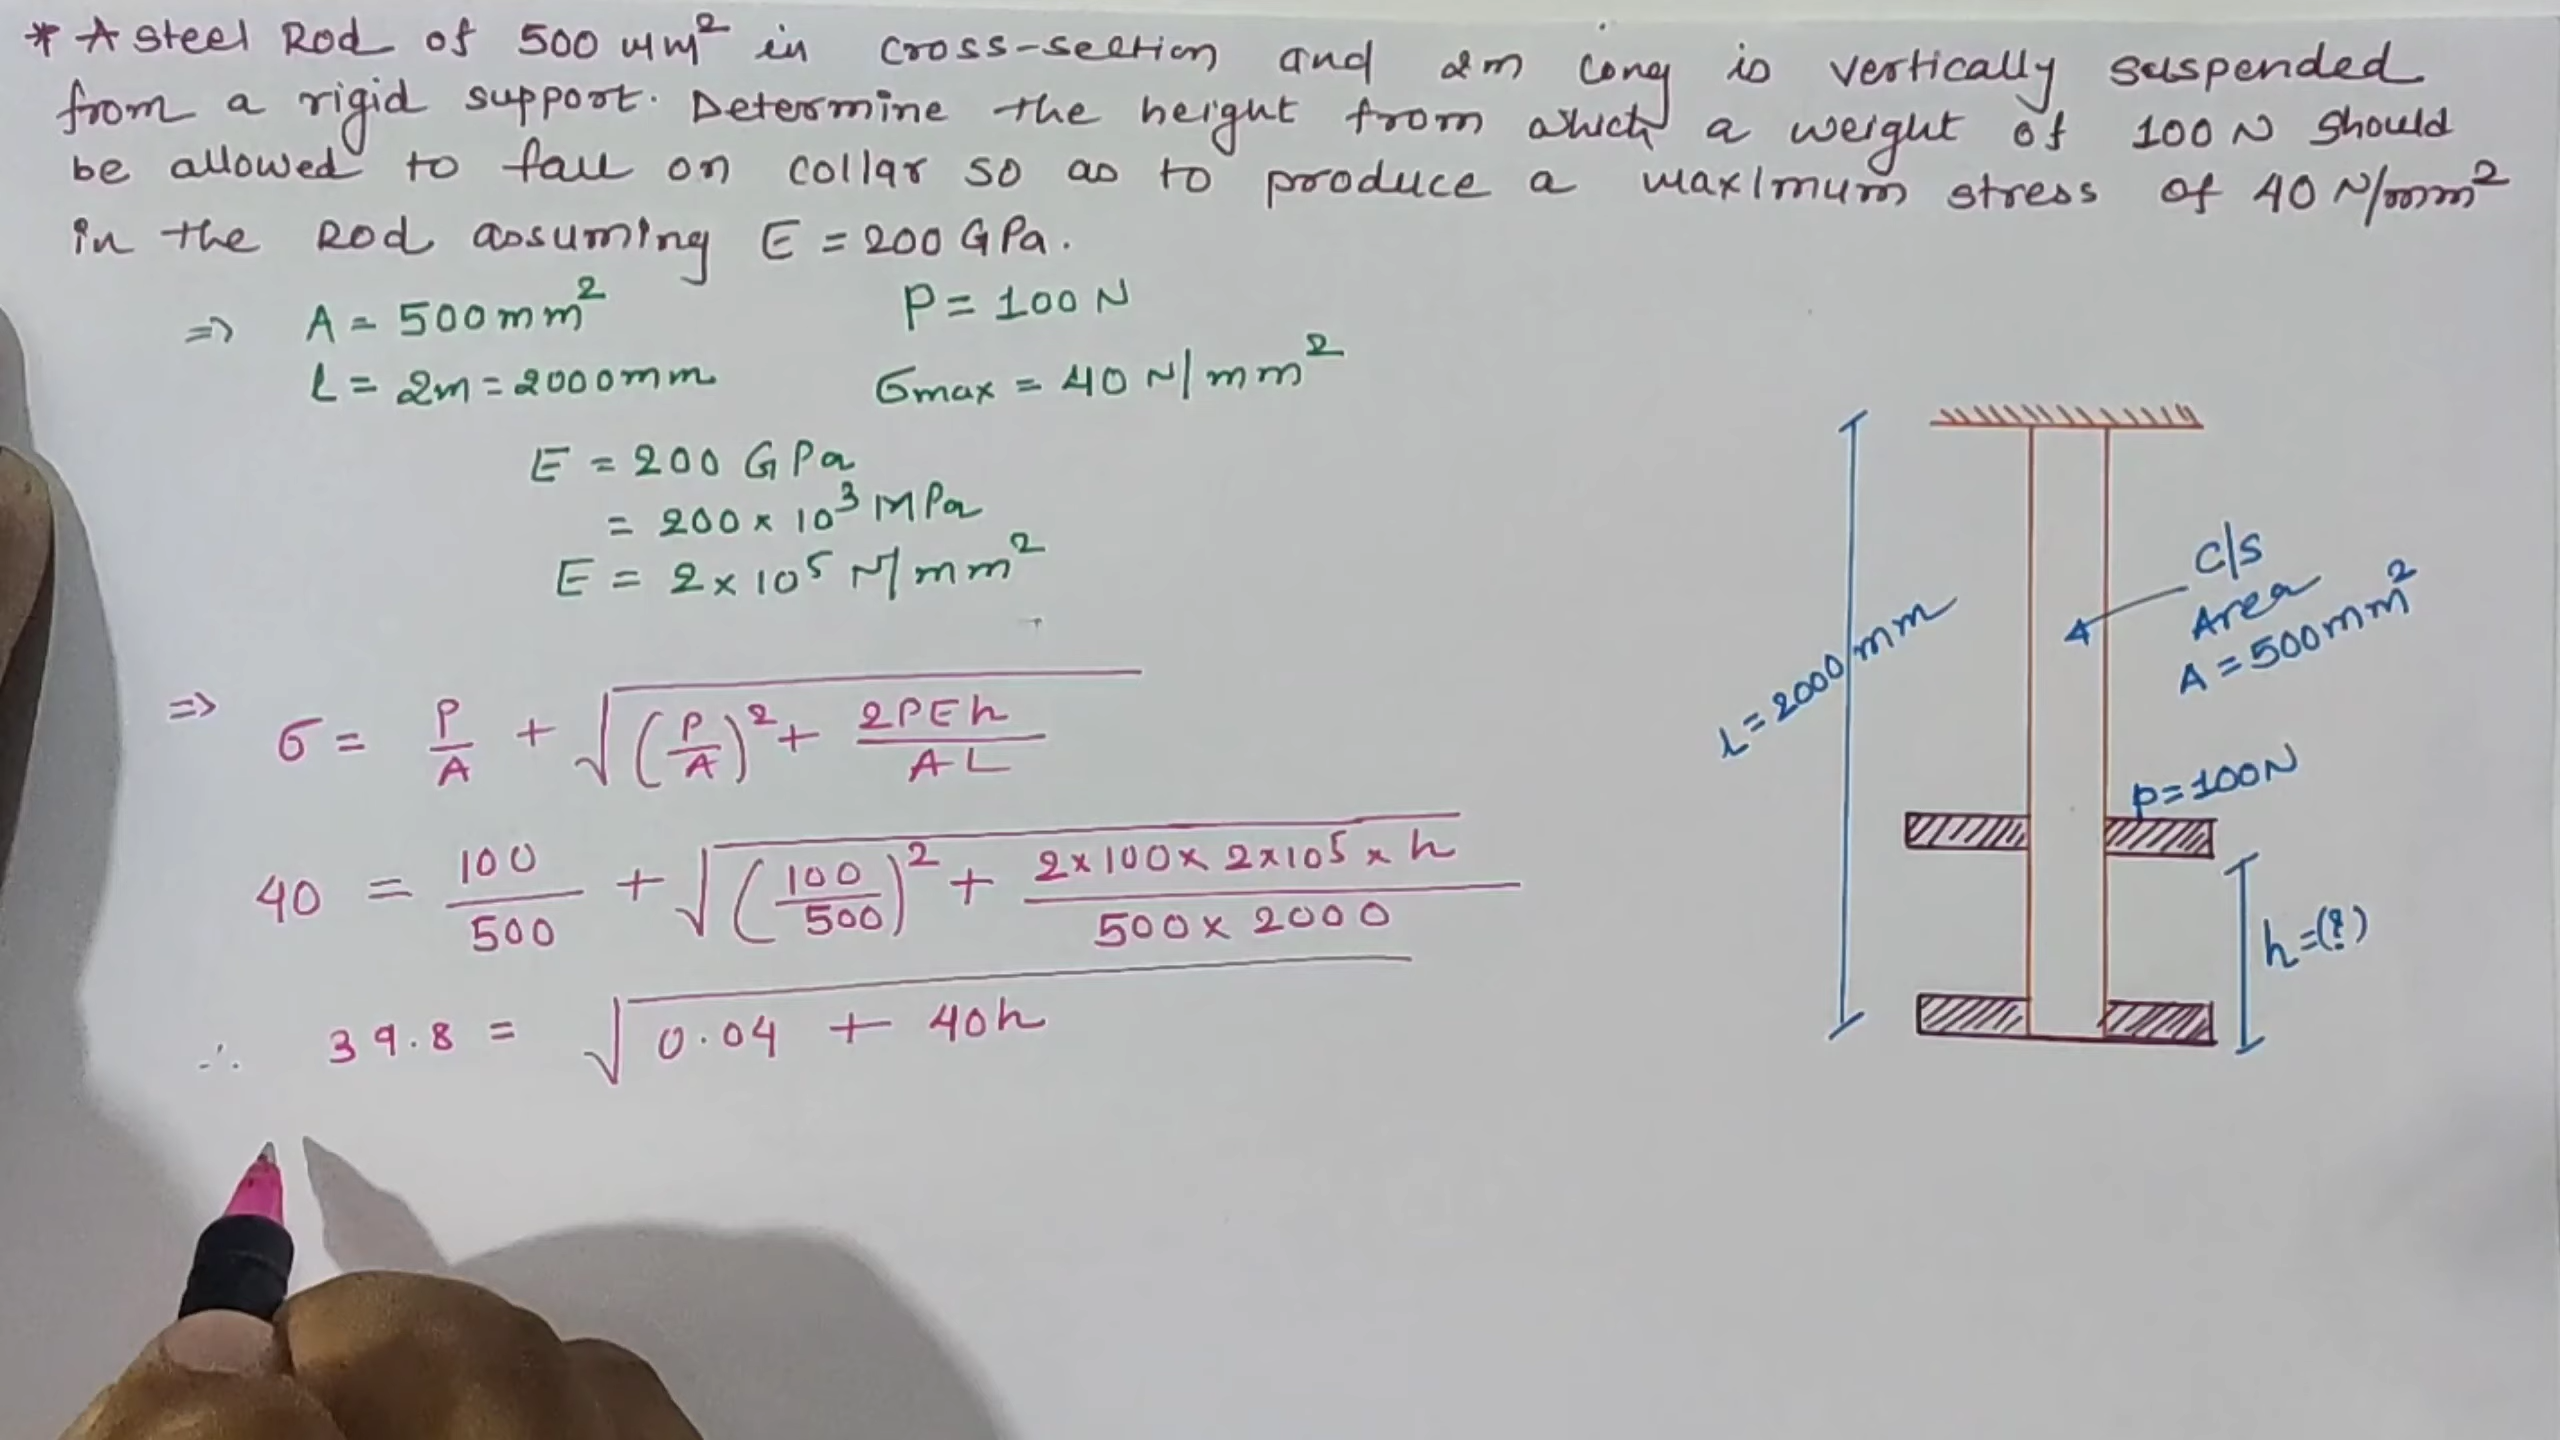 * A steel Rod of 500 mm² in cross-section and 2m long is vertically suspended
from a rigid support. Determine the height from which a weight of 100 N should
be allowed to fall on collar so as to produce a maximum stress of 40 N/mm²
in the Rod assuming E = 200 GPa.
⇒ A = 500 mm² P = 100 N
L = 2m = 2000 mm σmax = 40 N/mm²
E = 200 GPa
= 200 × 10³ MPa
E = 2 × 10⁵ N/mm²
⇒ σ = P/A + √((P/A)² + 2PEh/AL)
40 = 100/500 + √((100/500)² + 2×100×2×10⁵×h/500×2000)
∴ 39.8 = √(0.04 + 40h)
L = 2000 mm
C/s
Area
A = 500 mm²
P = 100N
h = (?)